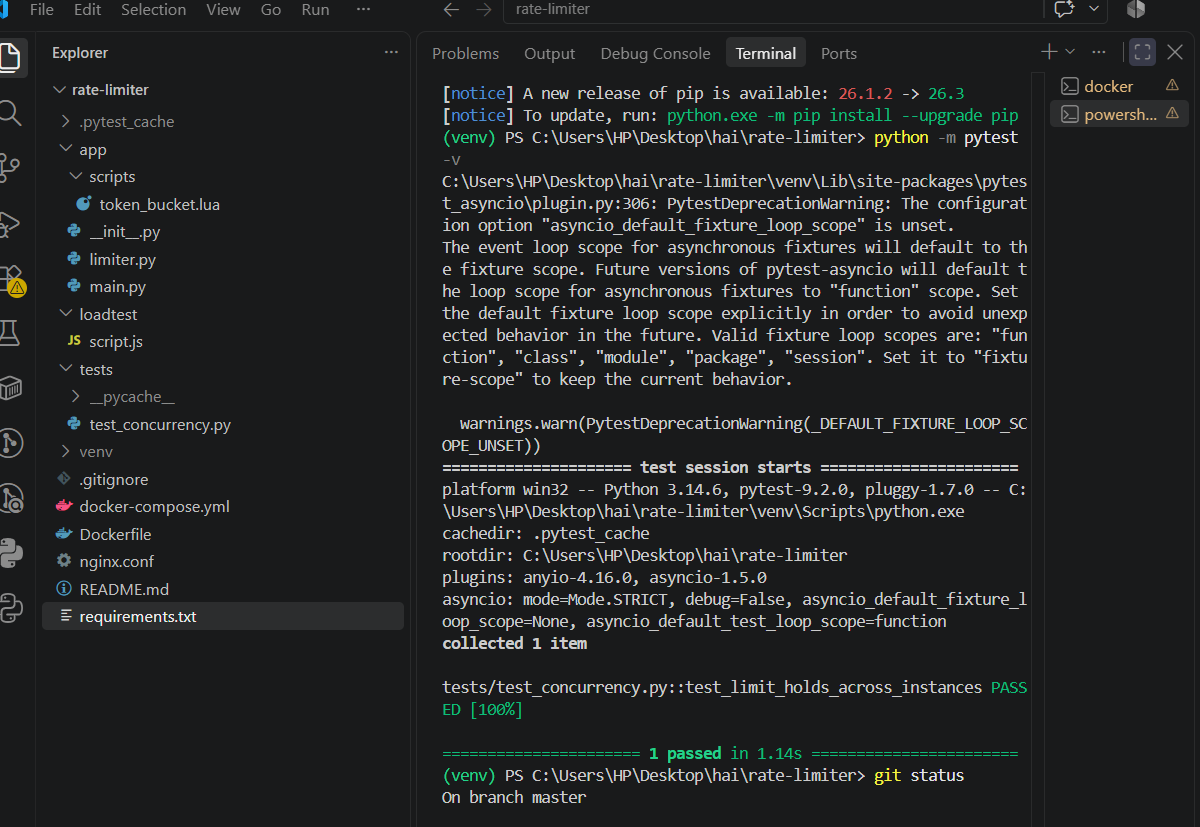 File Edit Selection View Go Run ···
rate-limiter
Explorer ···
rate-limiter
.pytest_cache
app
scripts
token_bucket.lua
__init__.py
limiter.py
main.py
loadtest
JS script.js
tests
__pycache__
test_concurrency.py
venv
.gitignore
docker-compose.yml
Dockerfile
nginx.conf
README.md
requirements.txt
Problems Output Debug Console Terminal Ports
[notice] A new release of pip is available: 26.1.2 -> 26.3
[notice] To update, run: python.exe -m pip install --upgrade pip
(venv) PS C:\Users\HP\Desktop\hai\rate-limiter> python -m pytest
-v
C:\Users\HP\Desktop\hai\rate-limiter\venv\Lib\site-packages\pytes
t_asyncio\plugin.py:306: PytestDeprecationWarning: The configurat
ion option "asyncio_default_fixture_loop_scope" is unset.
The event loop scope for asynchronous fixtures will default to th
e fixture scope. Future versions of pytest-asyncio will default t
he loop scope for asynchronous fixtures to "function" scope. Set
the default fixture loop scope explicitly in order to avoid unexp
ected behavior in the future. Valid fixture loop scopes are: "fun
ction", "class", "module", "package", "session". Set it to "fixtu
re-scope" to keep the current behavior.
warnings.warn(PytestDeprecationWarning(_DEFAULT_FIXTURE_LOOP_SC
OPE_UNSET))
===================== test session starts ======================
platform win32 -- Python 3.14.6, pytest-9.2.0, pluggy-1.7.0 -- C:
\Users\HP\Desktop\hai\rate-limiter\venv\Scripts\python.exe
cachedir: .pytest_cache
rootdir: C:\Users\HP\Desktop\hai\rate-limiter
plugins: anyio-4.16.0, asyncio-1.5.0
asyncio: mode=Mode.STRICT, debug=False, asyncio_default_fixture_l
oop_scope=None, asyncio_default_test_loop_scope=function
collected 1 item
tests/test_concurrency.py::test_limit_holds_across_instances PASS
ED [100%]
====================== 1 passed in 1.14s =======================
(venv) PS C:\Users\HP\Desktop\hai\rate-limiter> git status
On branch master
docker
powersh...